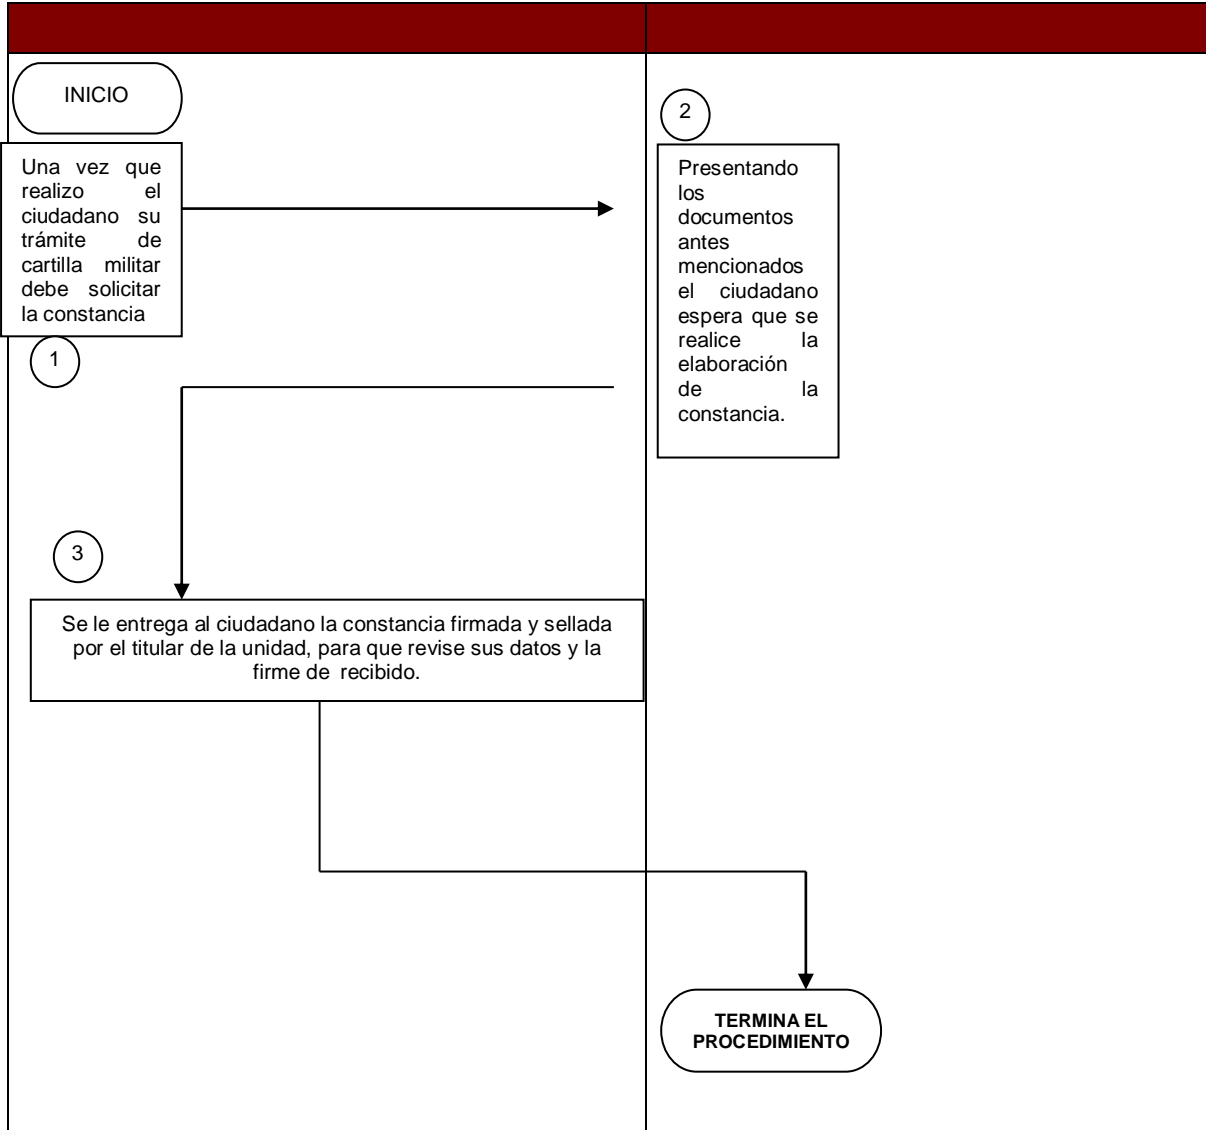 INICIO
Una vez que
realizo el
ciudadano su
trámite de
cartilla militar
debe solicitar
la constancia
1
2
Presentando
los
documentos
antes
mencionados
el ciudadano
espera que se
realice la
elaboración
de la
constancia.
3
Se le entrega al ciudadano la constancia firmada y sellada
por el titular de la unidad, para que revise sus datos y la
firme de recibido.
TERMINA EL
PROCEDIMIENTO